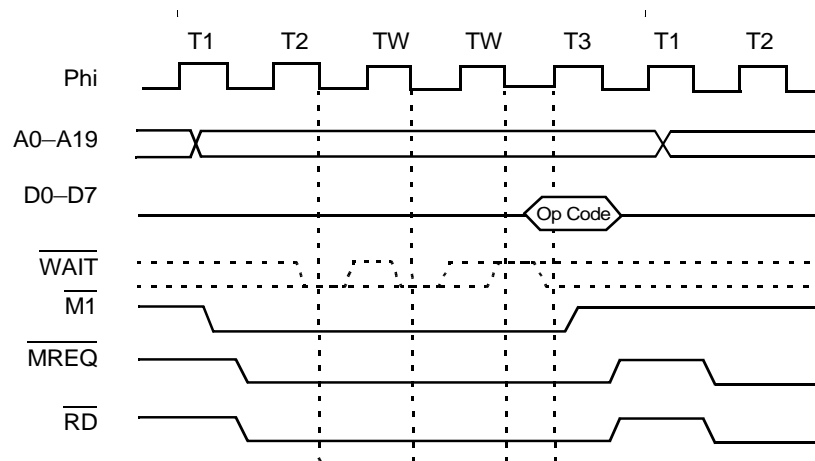 T1 T2 TW TW T3 T1 T2
Phi
A0–A19
D0–D7
Op Code
WAIT
M1
MREQ
RD